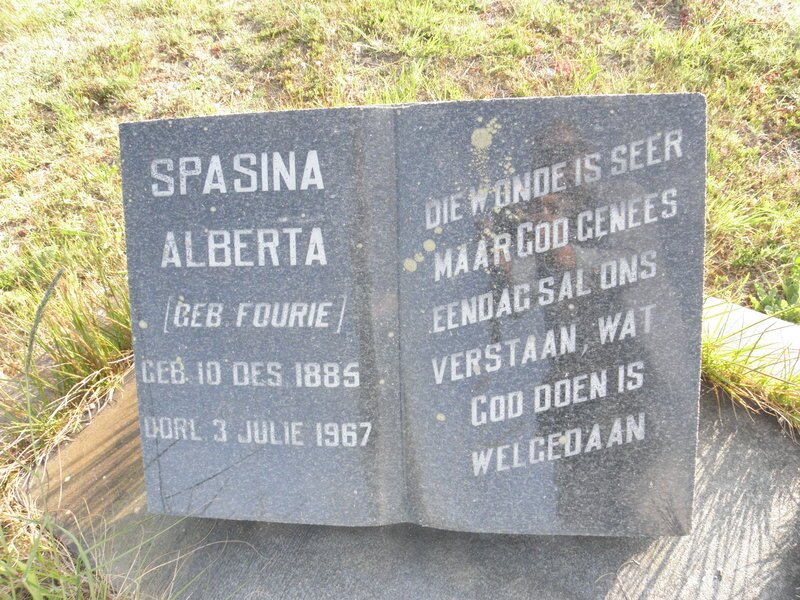 SPASINA
ALBERTA
[GEB. FOURIE]
GEB. 10 DES. 1885
OORL. 3 JULIE 1967
DIE WONDE IS SEER
MAAR GOD GENEES
EENDAG SAL ONS
VERSTAAN, WAT
GOD DOEN IS
WELGEDAAN